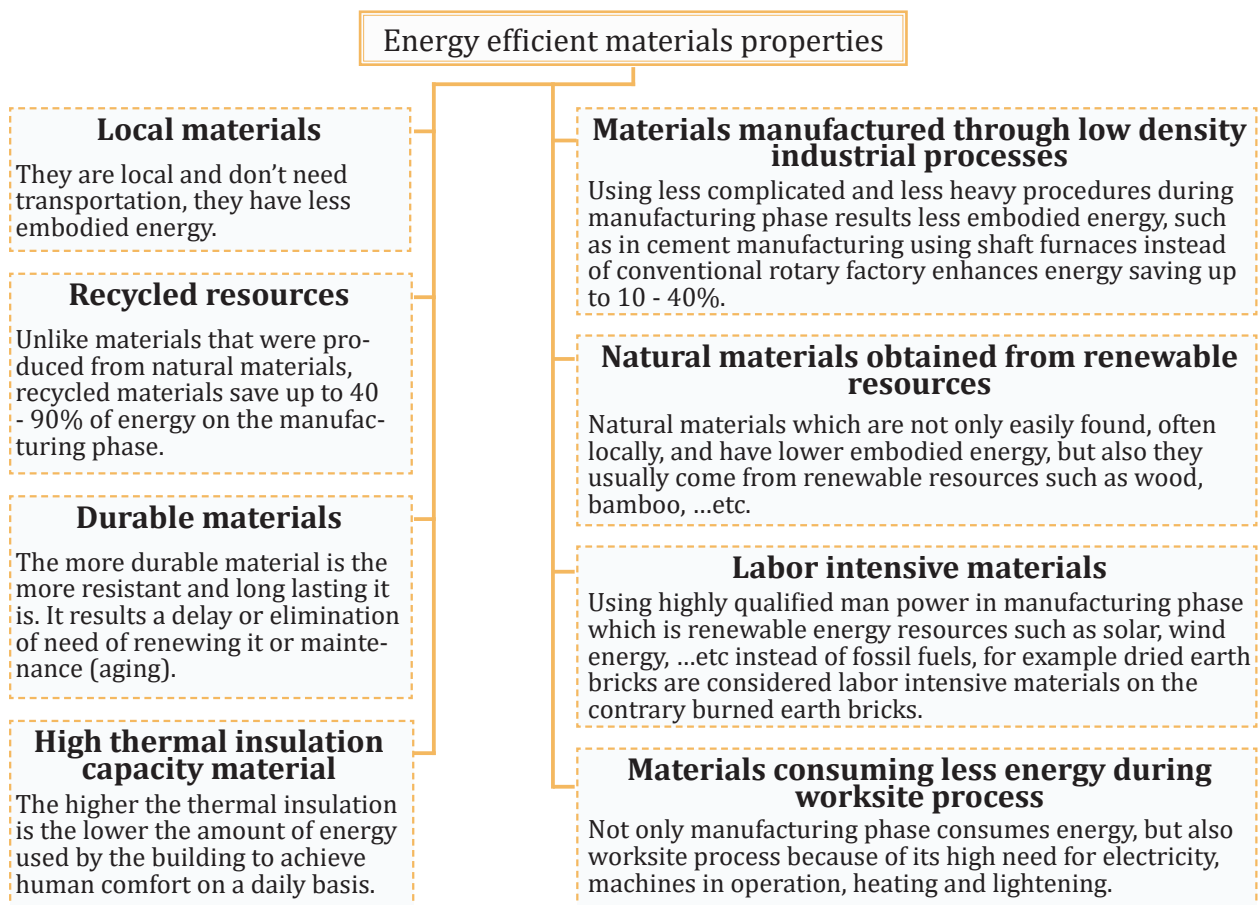 Energy efficient materials properties
Local materials
They are local and don’t need
transportation, they have less
embodied energy.
Recycled resources
Unlike materials that were pro-
duced from natural materials,
recycled materials save up to 40
- 90% of energy on the manufac-
turing phase.
Durable materials
The more durable material is the
more resistant and long lasting it
is. It results a delay or elimination
of need of renewing it or mainte-
nance (aging).
High thermal insulation
capacity material
The higher the thermal insulation
is the lower the amount of energy
used by the building to achieve
human comfort on a daily basis.
Materials manufactured through low density
industrial processes
Using less complicated and less heavy procedures during
manufacturing phase results less embodied energy, such
as in cement manufacturing using shaft furnaces instead
of conventional rotary factory enhances energy saving up
to 10 - 40%.
Natural materials obtained from renewable
resources
Natural materials which are not only easily found, often
locally, and have lower embodied energy, but also they
usually come from renewable resources such as wood,
bamboo, ...etc.
Labor intensive materials
Using highly qualified man power in manufacturing phase
which is renewable energy resources such as solar, wind
energy, ...etc instead of fossil fuels, for example dried earth
bricks are considered labor intensive materials on the
contrary burned earth bricks.
Materials consuming less energy during
worksite process
Not only manufacturing phase consumes energy, but also
worksite process because of its high need for electricity,
machines in operation, heating and lightening.